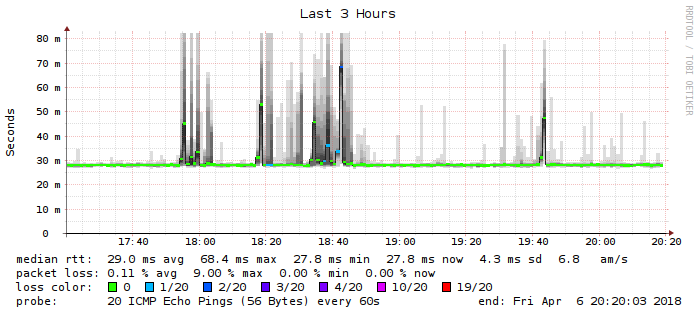 Last 3 Hours
RRDTOOL / TOBI OETIKER
Seconds
80 m
70 m
60 m
50 m
40 m
30 m
20 m
10 m
0
17:40 18:00 18:20 18:40 19:00 19:20 19:40 20:00 20:20
median rtt: 29.0 ms avg 68.4 ms max 27.8 ms min 27.8 ms now 4.3 ms sd 6.8 am/s
packet loss: 0.11 % avg 9.00 % max 0.00 % min 0.00 % now
loss color: 0 1/20 2/20 3/20 4/20 10/20 19/20
probe: 20 ICMP Echo Pings (56 Bytes) every 60s end: Fri Apr 6 20:20:03 2018